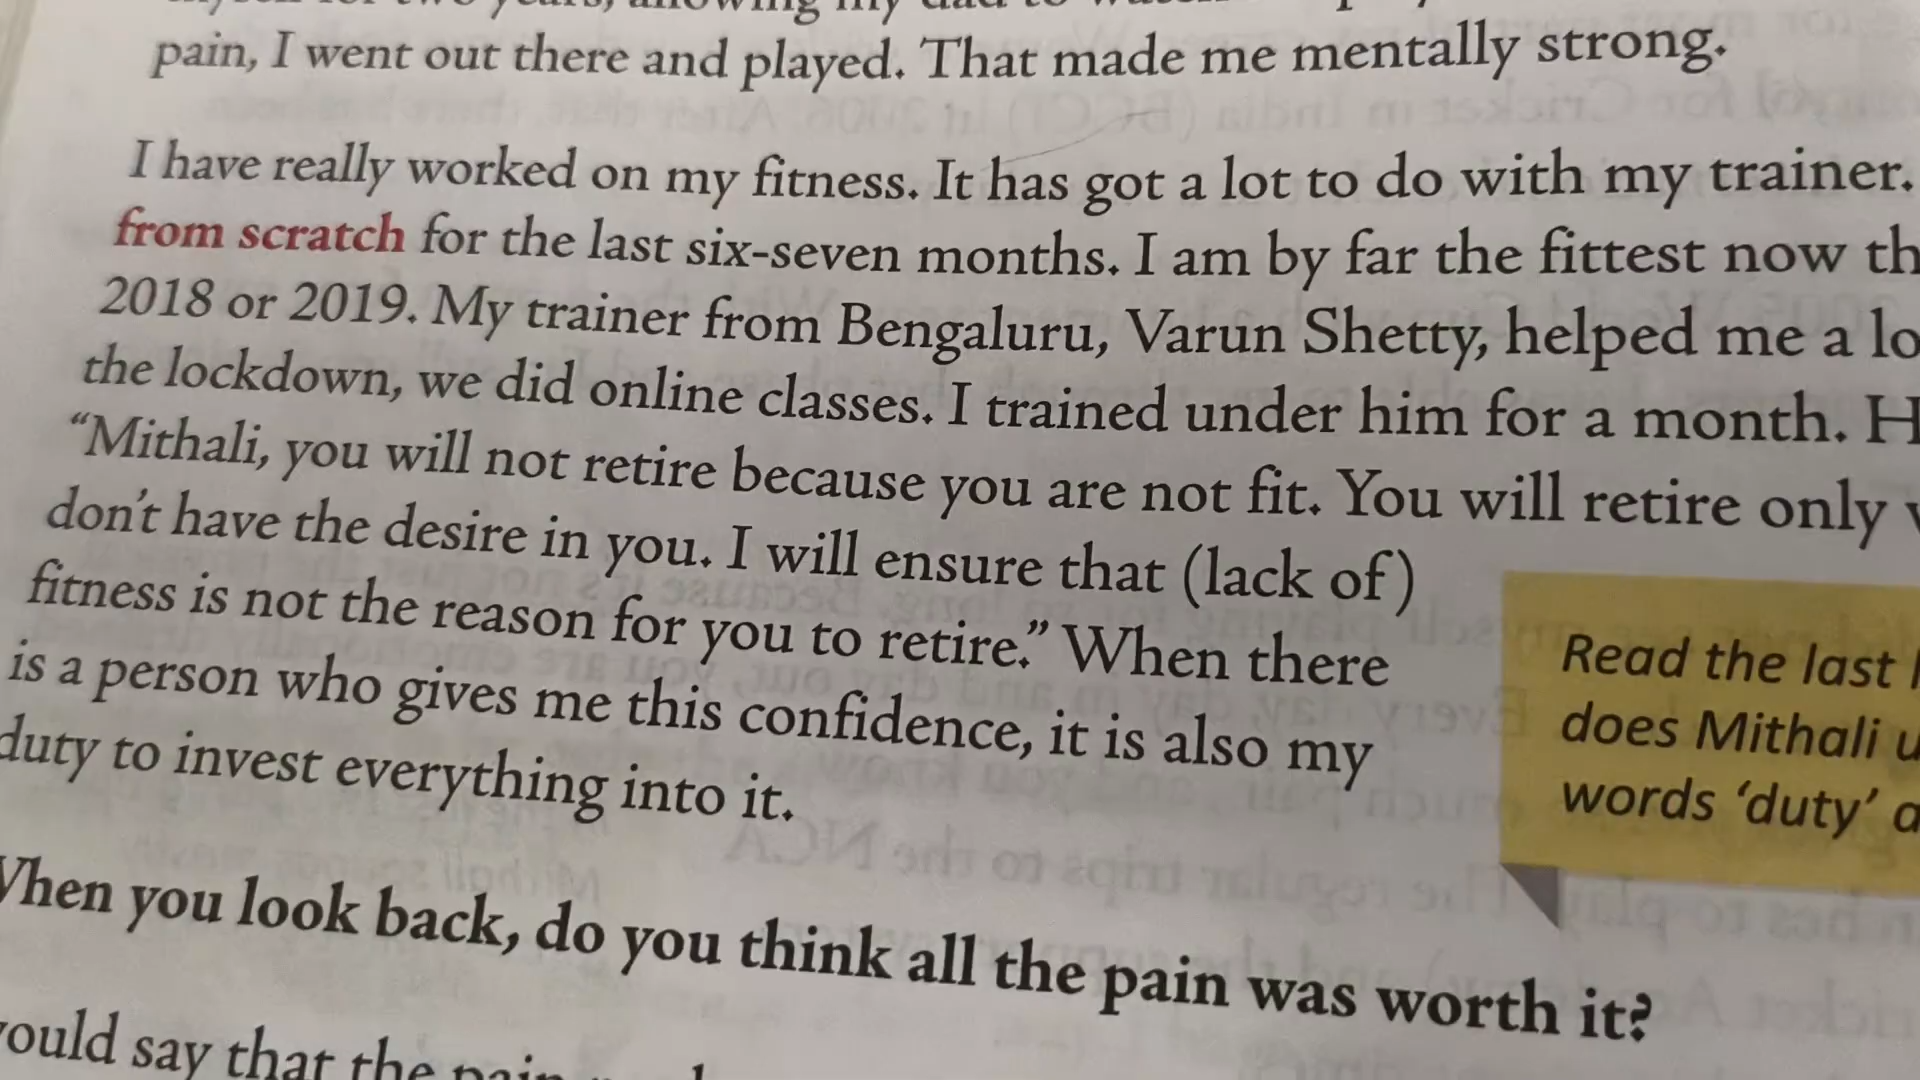 pain, I went out there and played. That made me mentally strong.
I have really worked on my fitness. It has got a lot to do with my trainer.
from scratch for the last six-seven months. I am by far the fittest now th
2018 or 2019. My trainer from Bengaluru, Varun Shetty, helped me a lo
the lockdown, we did online classes. I trained under him for a month. H
“Mithali, you will not retire because you are not fit. You will retire only
don't have the desire in you. I will ensure that (lack of)
fitness is not the reason for you to retire.” When there
is a person who gives me this confidence, it is also my
duty to invest everything into it.
Read the last
does Mithali u
words ‘duty’ a
When you look back, do you think all the pain was worth it?
would say that the pain